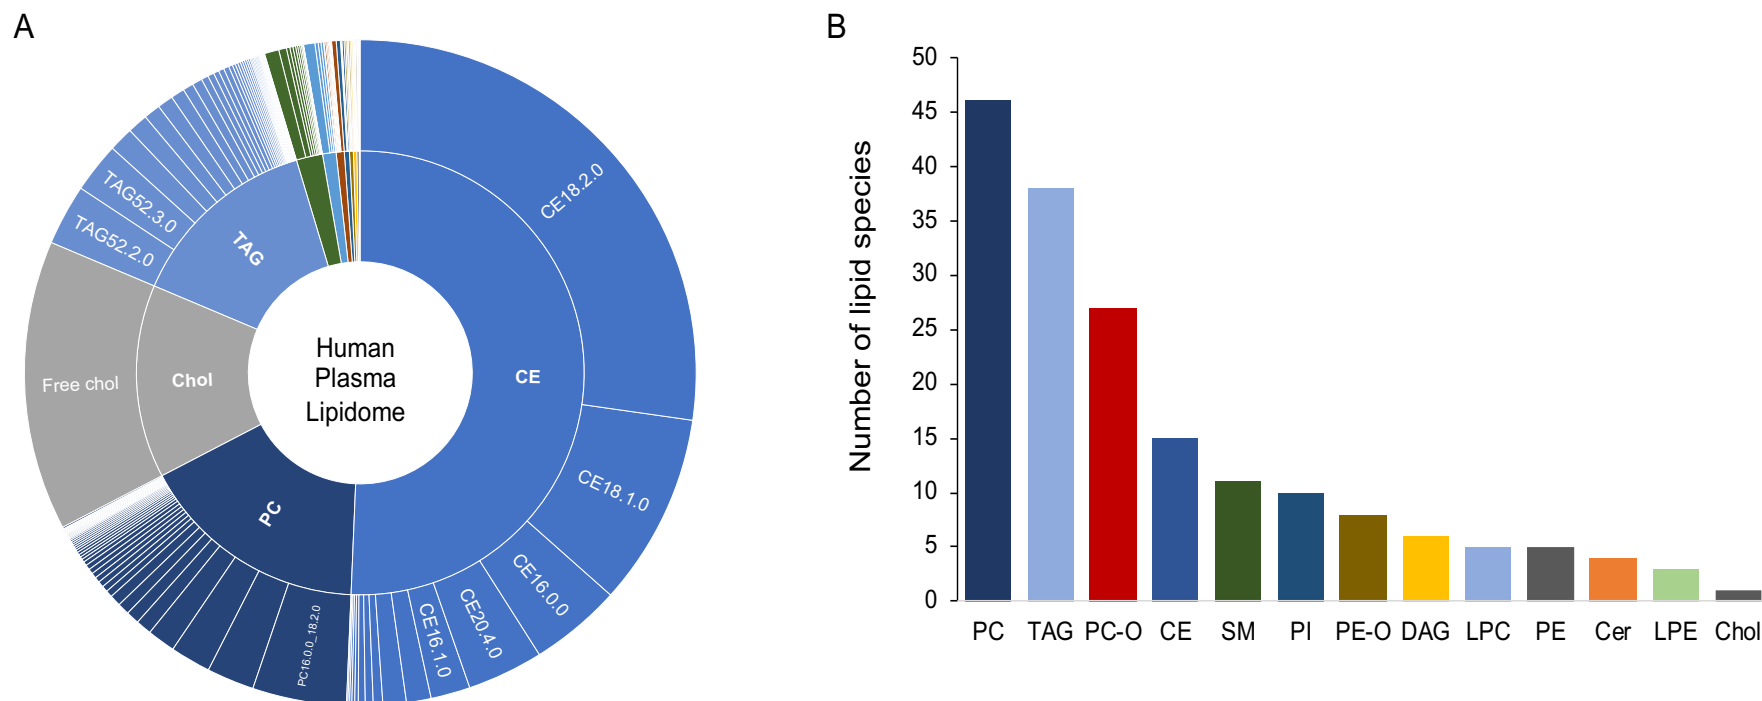 A
CE18.2.0
CE18.1.0
CE16.0.0
CE20.4.0
CE16.1.0
PC16.0.0_18.2.0
Free chol
TAG52.2.0
TAG52.3.0
CE
PC
Chol
TAG
Human
Plasma
Lipidome
B
Number of lipid species
50
45
40
35
30
25
20
15
10
5
0
PC TAG PC-O CE SM PI PE-O DAG LPC PE Cer LPE Chol